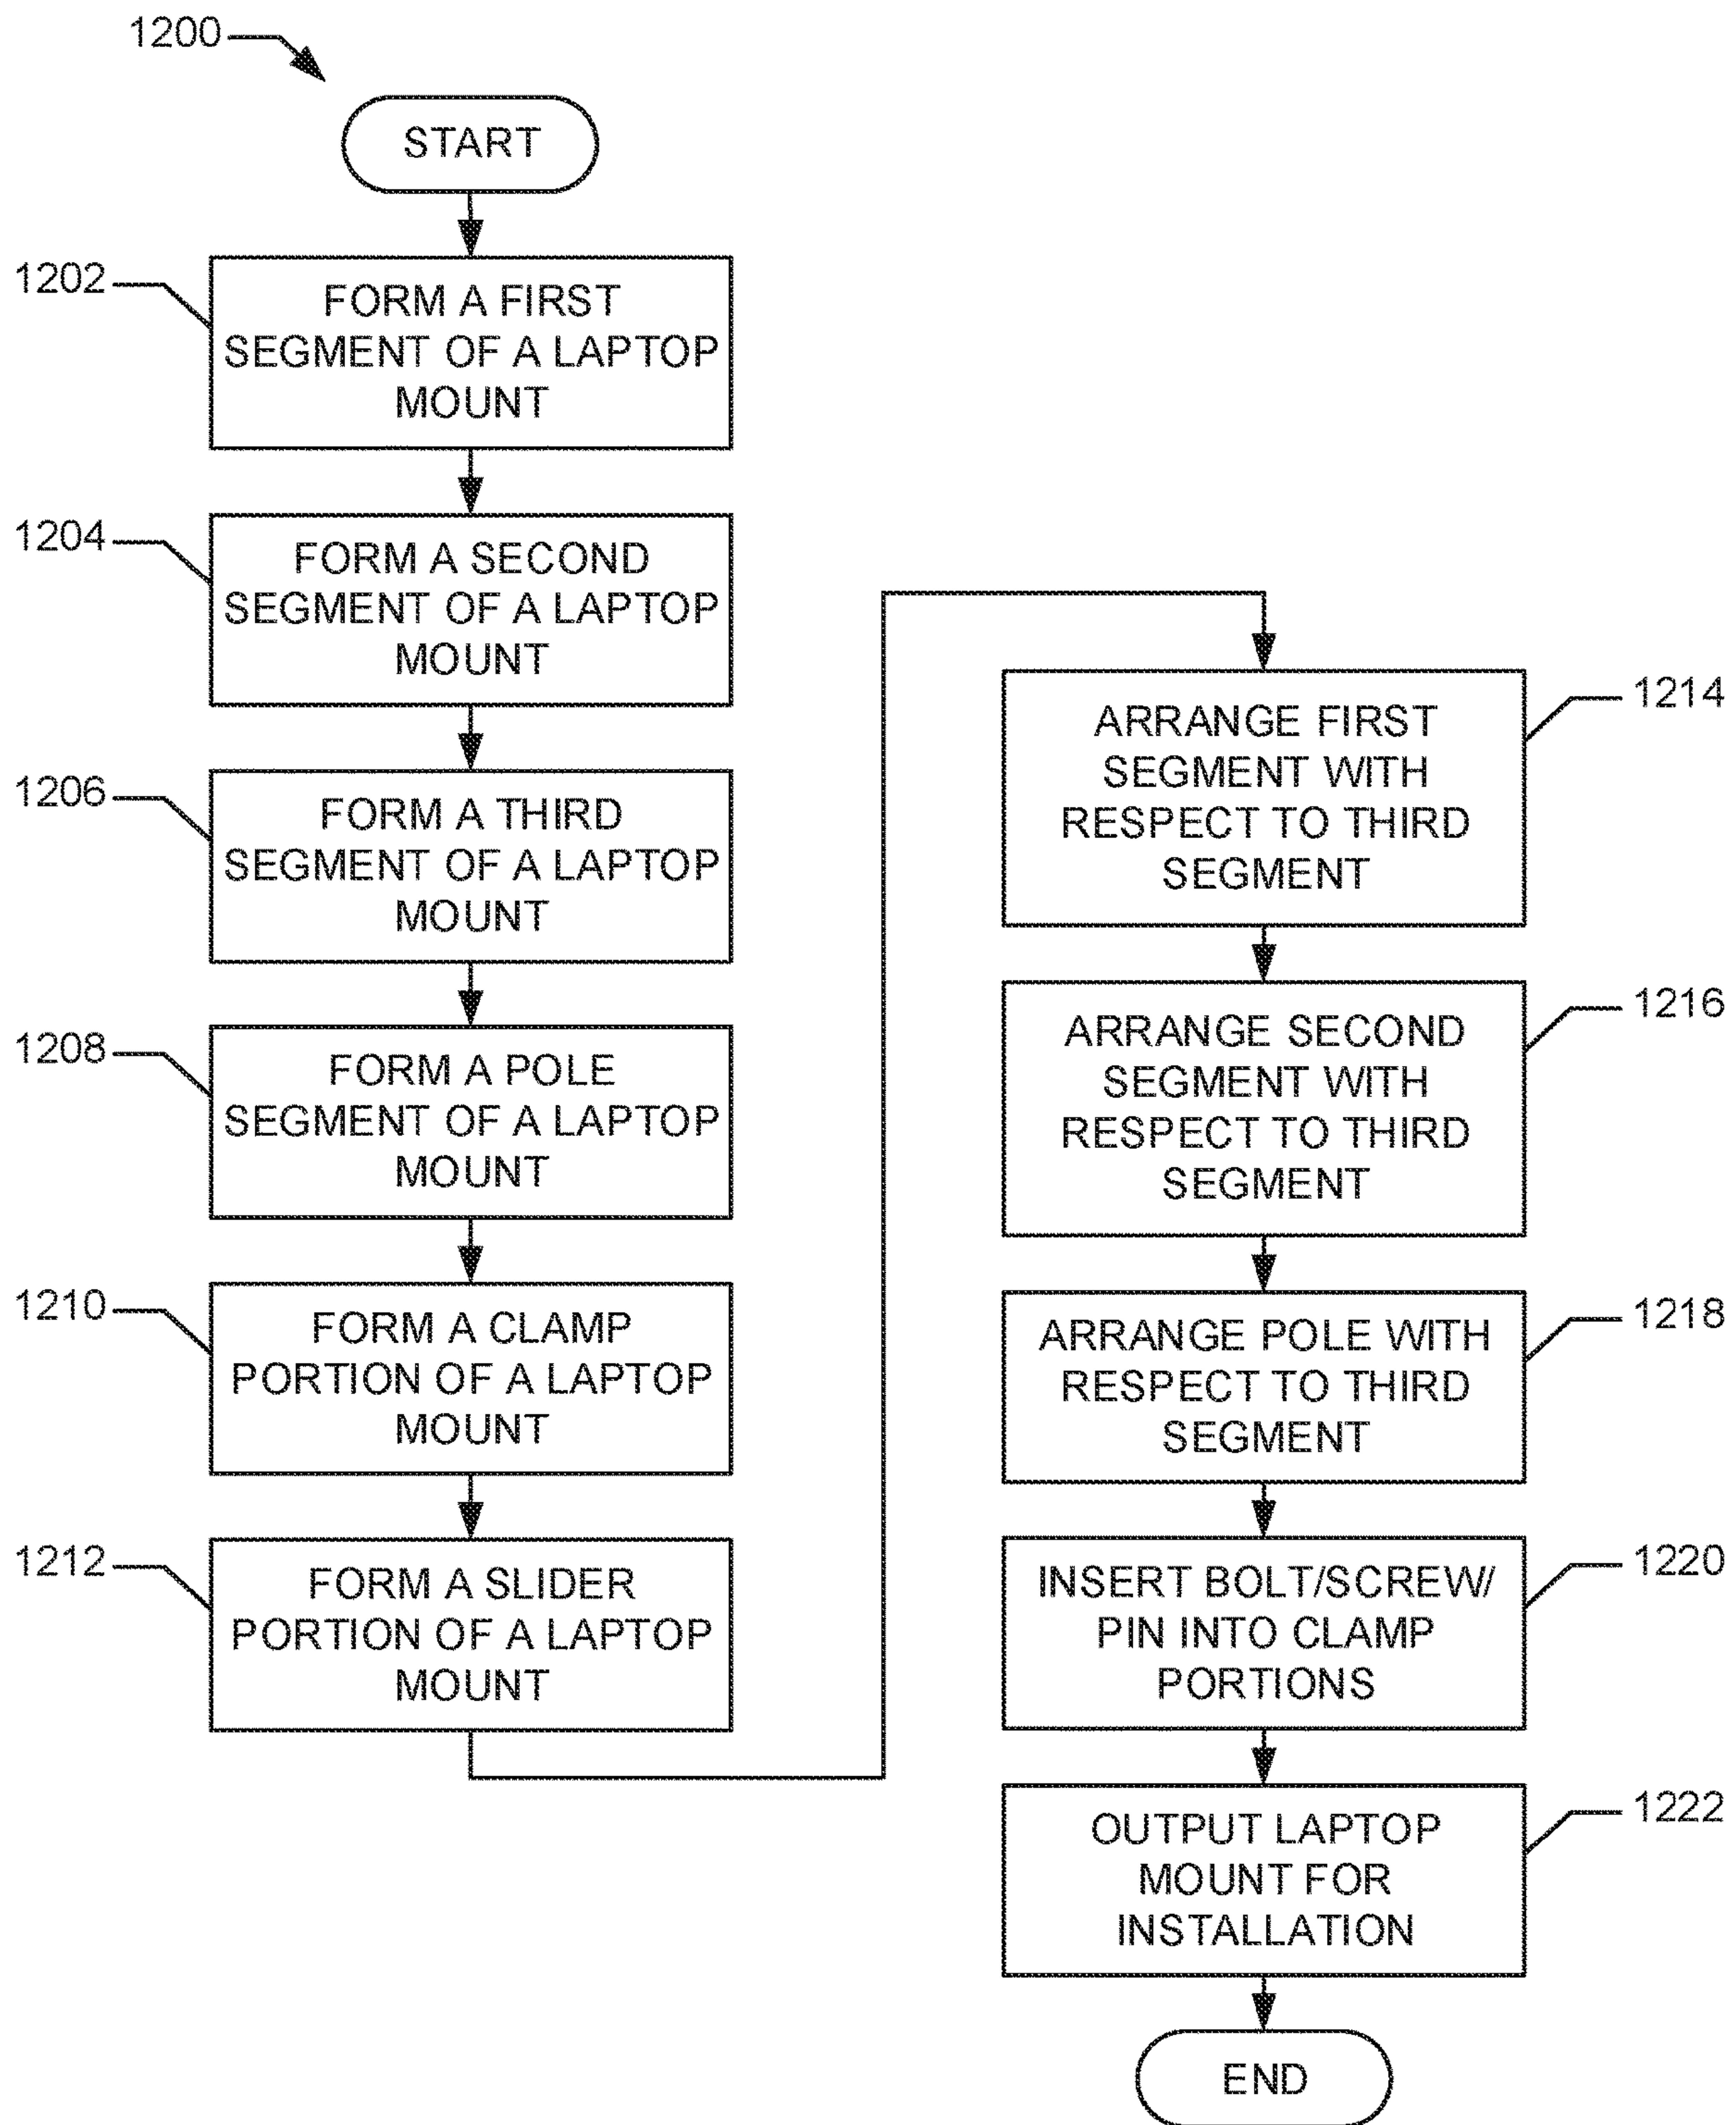 1200
START
1202
FORM A FIRST
SEGMENT OF A LAPTOP
MOUNT
1204
FORM A SECOND
SEGMENT OF A LAPTOP
MOUNT
1206
FORM A THIRD
SEGMENT OF A LAPTOP
MOUNT
1208
FORM A POLE
SEGMENT OF A LAPTOP
MOUNT
1210
FORM A CLAMP
PORTION OF A LAPTOP
MOUNT
1212
FORM A SLIDER
PORTION OF A LAPTOP
MOUNT
1214
ARRANGE FIRST
SEGMENT WITH
RESPECT TO THIRD
SEGMENT
1216
ARRANGE SECOND
SEGMENT WITH
RESPECT TO THIRD
SEGMENT
1218
ARRANGE POLE WITH
RESPECT TO THIRD
SEGMENT
1220
INSERT BOLT/SCREW/
PIN INTO CLAMP
PORTIONS
1222
OUTPUT LAPTOP
MOUNT FOR
INSTALLATION
END